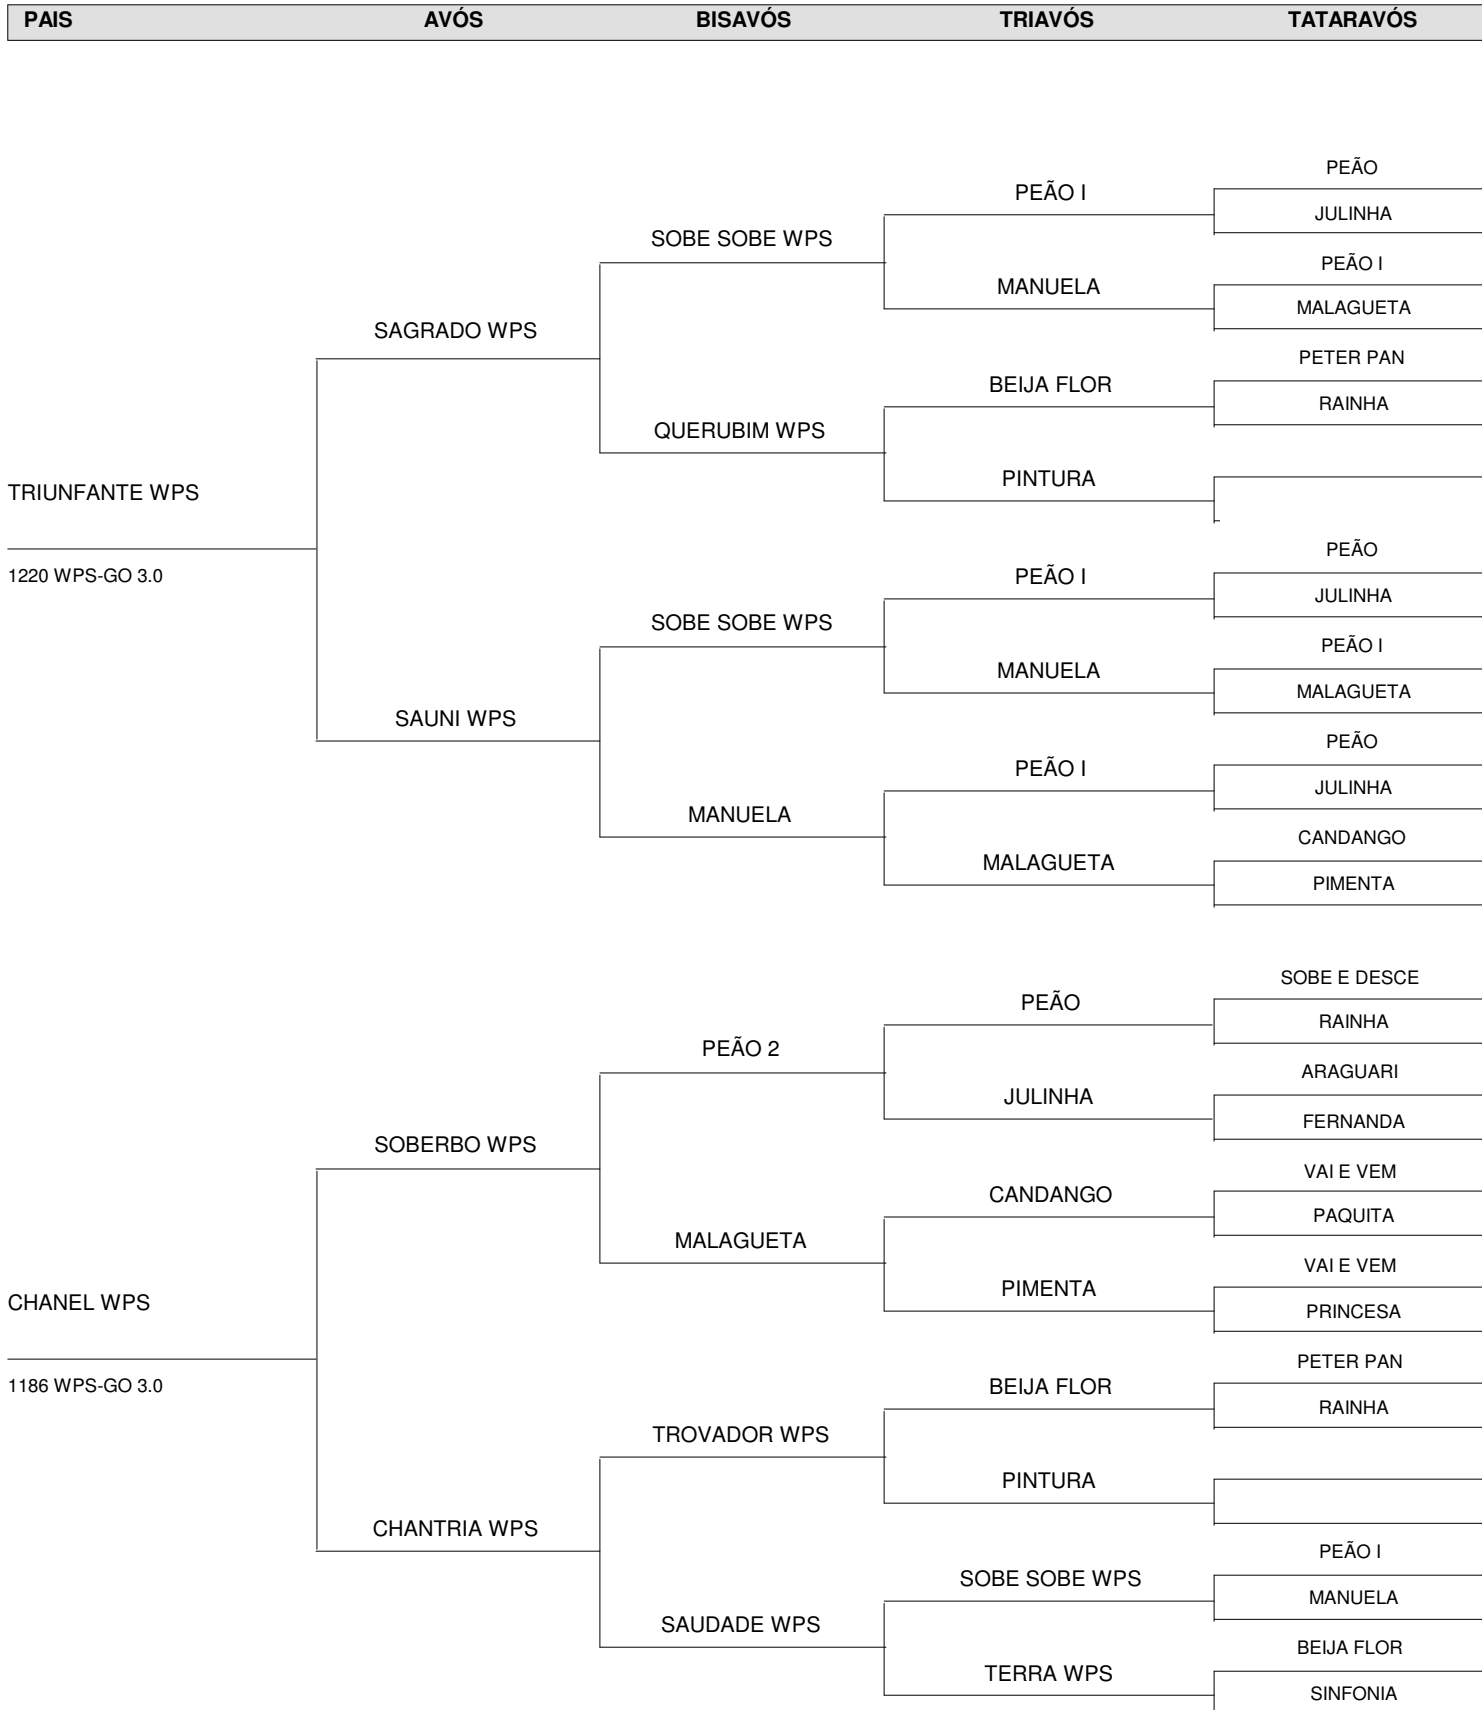 PAIS AVÓS BISAVÓS TRIAVÓS TATARAVÓS
PEÃO
PEÃO I
JULINHA
SOBE SOBE WPS
PEÃO I
MANUELA
MALAGUETA
SAGRADO WPS
PETER PAN
BEIJA FLOR
RAINHA
QUERUBIM WPS
PINTURA
TRIUNFANTE WPS
PEÃO
1220 WPS-GO 3.0
PEÃO I
JULINHA
SOBE SOBE WPS
PEÃO I
MANUELA
MALAGUETA
SAUNI WPS
PEÃO
PEÃO I
JULINHA
MANUELA
CANDANGO
MALAGUETA
PIMENTA
SOBE E DESCE
PEÃO
RAINHA
PEÃO 2
ARAGUARI
JULINHA
FERNANDA
SOBERBO WPS
VAI E VEM
CANDANGO
PAQUITA
MALAGUETA
VAI E VEM
PIMENTA
CHANEL WPS
PRINCESA
PETER PAN
1186 WPS-GO 3.0
BEIJA FLOR
RAINHA
TROVADOR WPS
PINTURA
CHANTRIA WPS
PEÃO I
SOBE SOBE WPS
MANUELA
SAUDADE WPS
BEIJA FLOR
TERRA WPS
SINFONIA